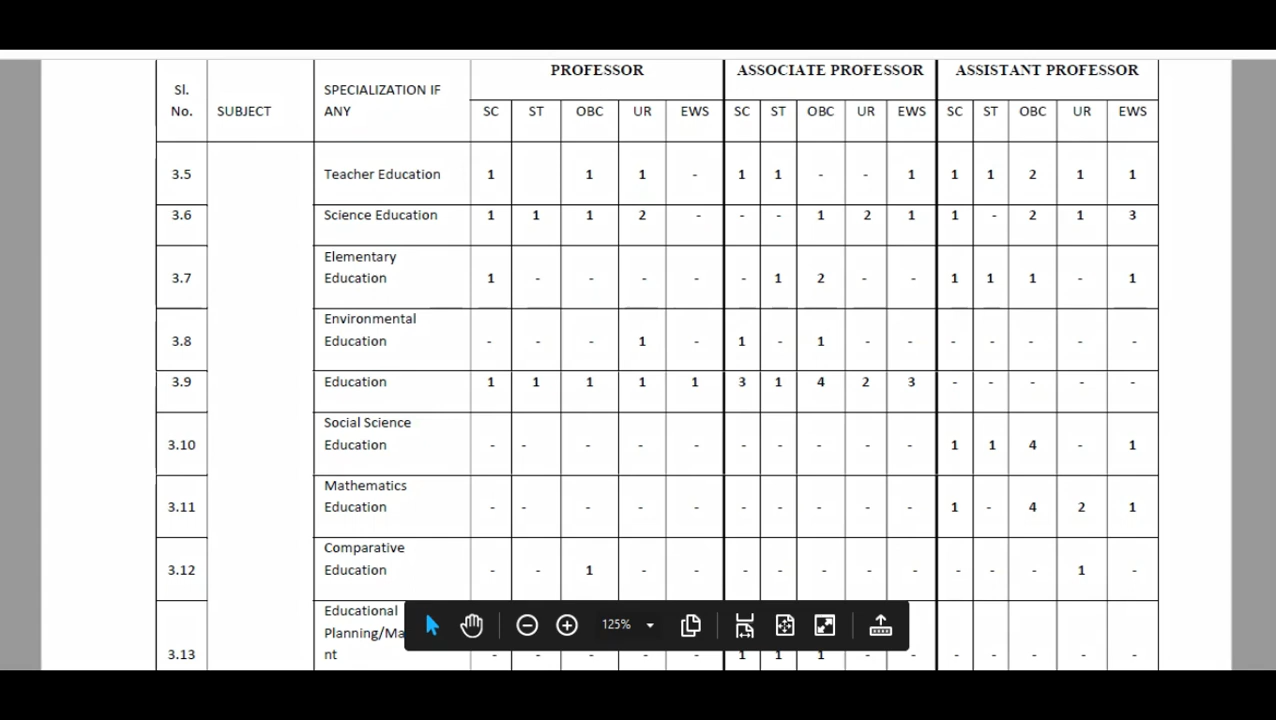 PROFESSOR ASSOCIATE PROFESSOR ASSISTANT PROFESSOR
Sl. No. SUBJECT SPECIALIZATION IF ANY SC ST OBC UR EWS SC ST OBC UR EWS SC ST OBC UR EWS
3.5 Teacher Education 1 1 1 - 1 1 - - 1 1 1 2 1 1
3.6 Science Education 1 1 1 2 - - - 1 2 1 1 - 2 1 3
Elementary
3.7 Education 1 - - - - - 1 2 - - 1 1 1 - 1
Environmental
3.8 Education - - - 1 - 1 - 1 - - - - - - -
3.9 Education 1 1 1 1 1 3 1 4 2 3 - - - - -
Social Science
3.10 Education - - - - - - - - - - 1 1 4 - 1
Mathematics
3.11 Education - - - - - - - - - - 1 - 4 2 1
Comparative
3.12 Education - - 1 - - - - - - - - - - 1 -
Educational
Planning/Ma
3.13 nt - - - - - 1 1 1 - - - - - - -
125%